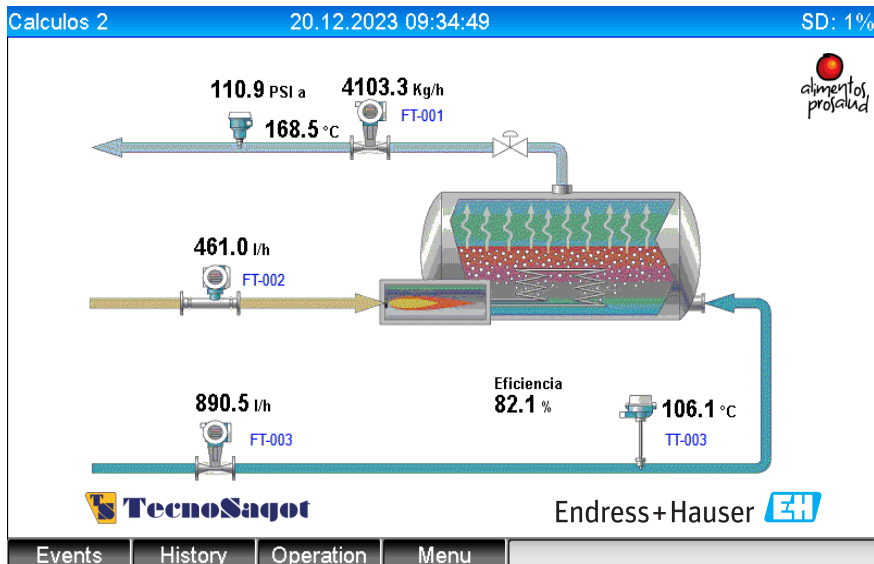 Calculos 2 20.12.2023 09:34:49 SD: 1%
alimentos
prosalud
110.9 PSI a 4103.3 Kg/h
FT-001
168.5 °C
461.0 l/h
FT-002
Eficiencia
82.1 %
890.5 l/h
FT-003
106.1 °C
TT-003
TS TecnoSagot
Endress+Hauser EH
Events History Operation Menu